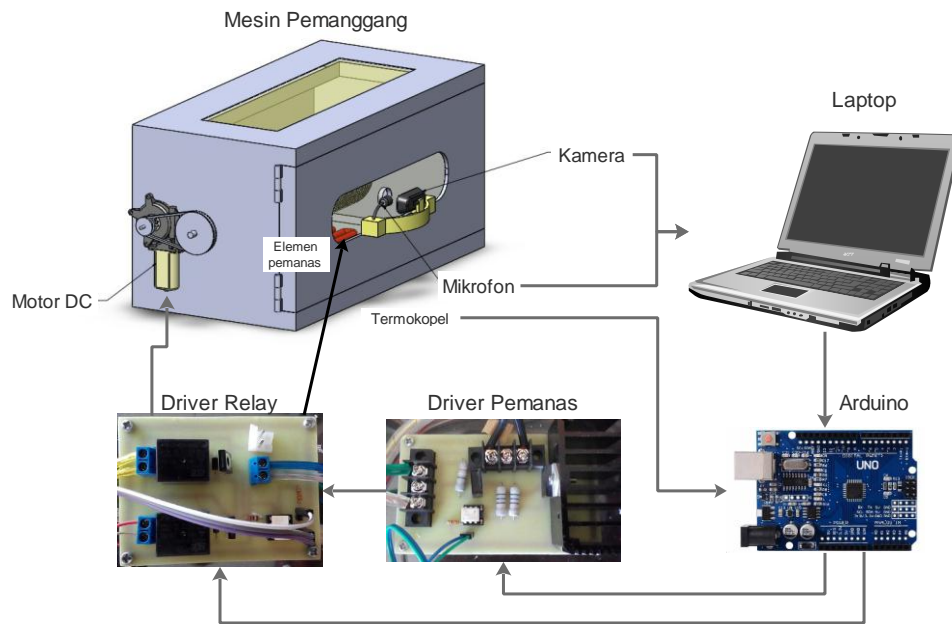 Mesin Pemanggang
Laptop
Kamera
Elemen
pemanas
Mikrofon
Motor DC
Termokopel
Driver Relay
Driver Pemanas
Arduino
UNO